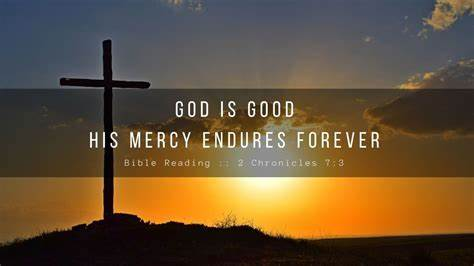 GOD IS GOOD
HIS MERCY ENDURES FOREVER
Bible Reading :: 2 Chronicles 7:3